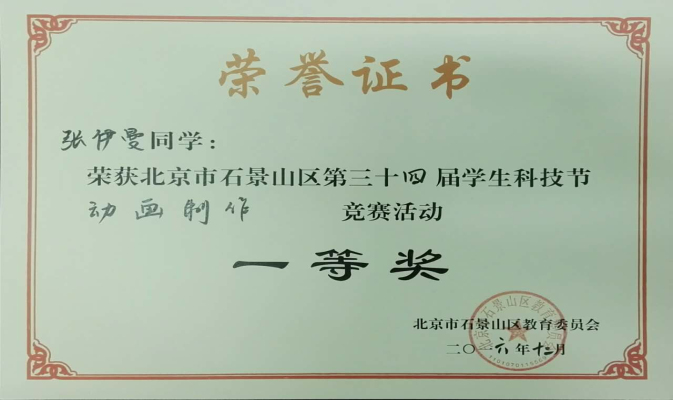 荣誉证书
张伊曼同学：
荣获北京市石景山区第三十四届学生科技节
动画制作 竞赛活动
一等奖
北京市石景山区教育委员会
二〇一六年十二月